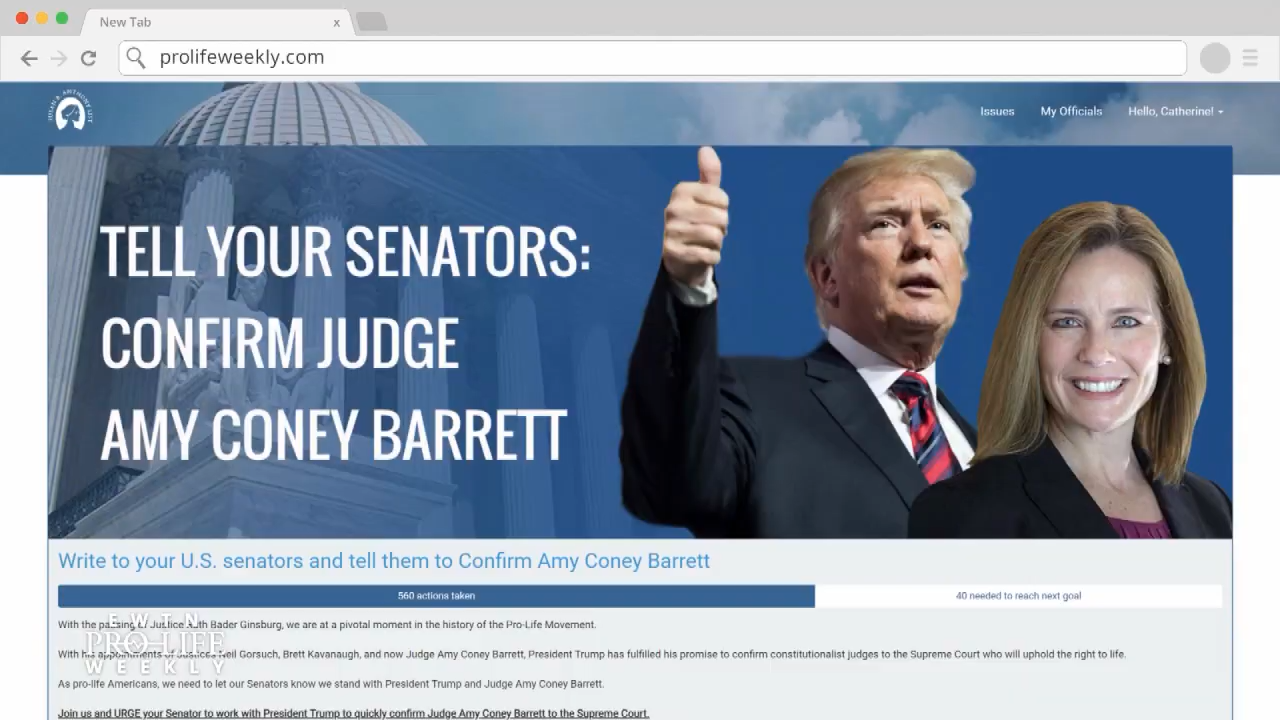 New Tab x
prolifeweekly.com
SUSAN B. ANTHONY LIST
Issues My Officials Hello, Catherine!
TELL YOUR SENATORS:
CONFIRM JUDGE
AMY CONEY BARRETT
Write to your U.S. senators and tell them to Confirm Amy Coney Barrett
560 actions taken 40 needed to reach next goal
With the passing of Justice Ruth Bader Ginsburg, we are at a pivotal moment in the history of the Pro-Life Movement.
With his appointments of Justices Neil Gorsuch, Brett Kavanaugh, and now Judge Amy Coney Barrett, President Trump has fulfilled his promise to confirm constitutionalist judges to the Supreme Court who will uphold the right to life.
As pro-life Americans, we need to let our Senators know we stand with President Trump and Judge Amy Coney Barrett.
Join us and URGE your Senator to work with President Trump to quickly confirm Judge Amy Coney Barrett to the Supreme Court.
EWTN
PRO-LIFE
WEEKLY